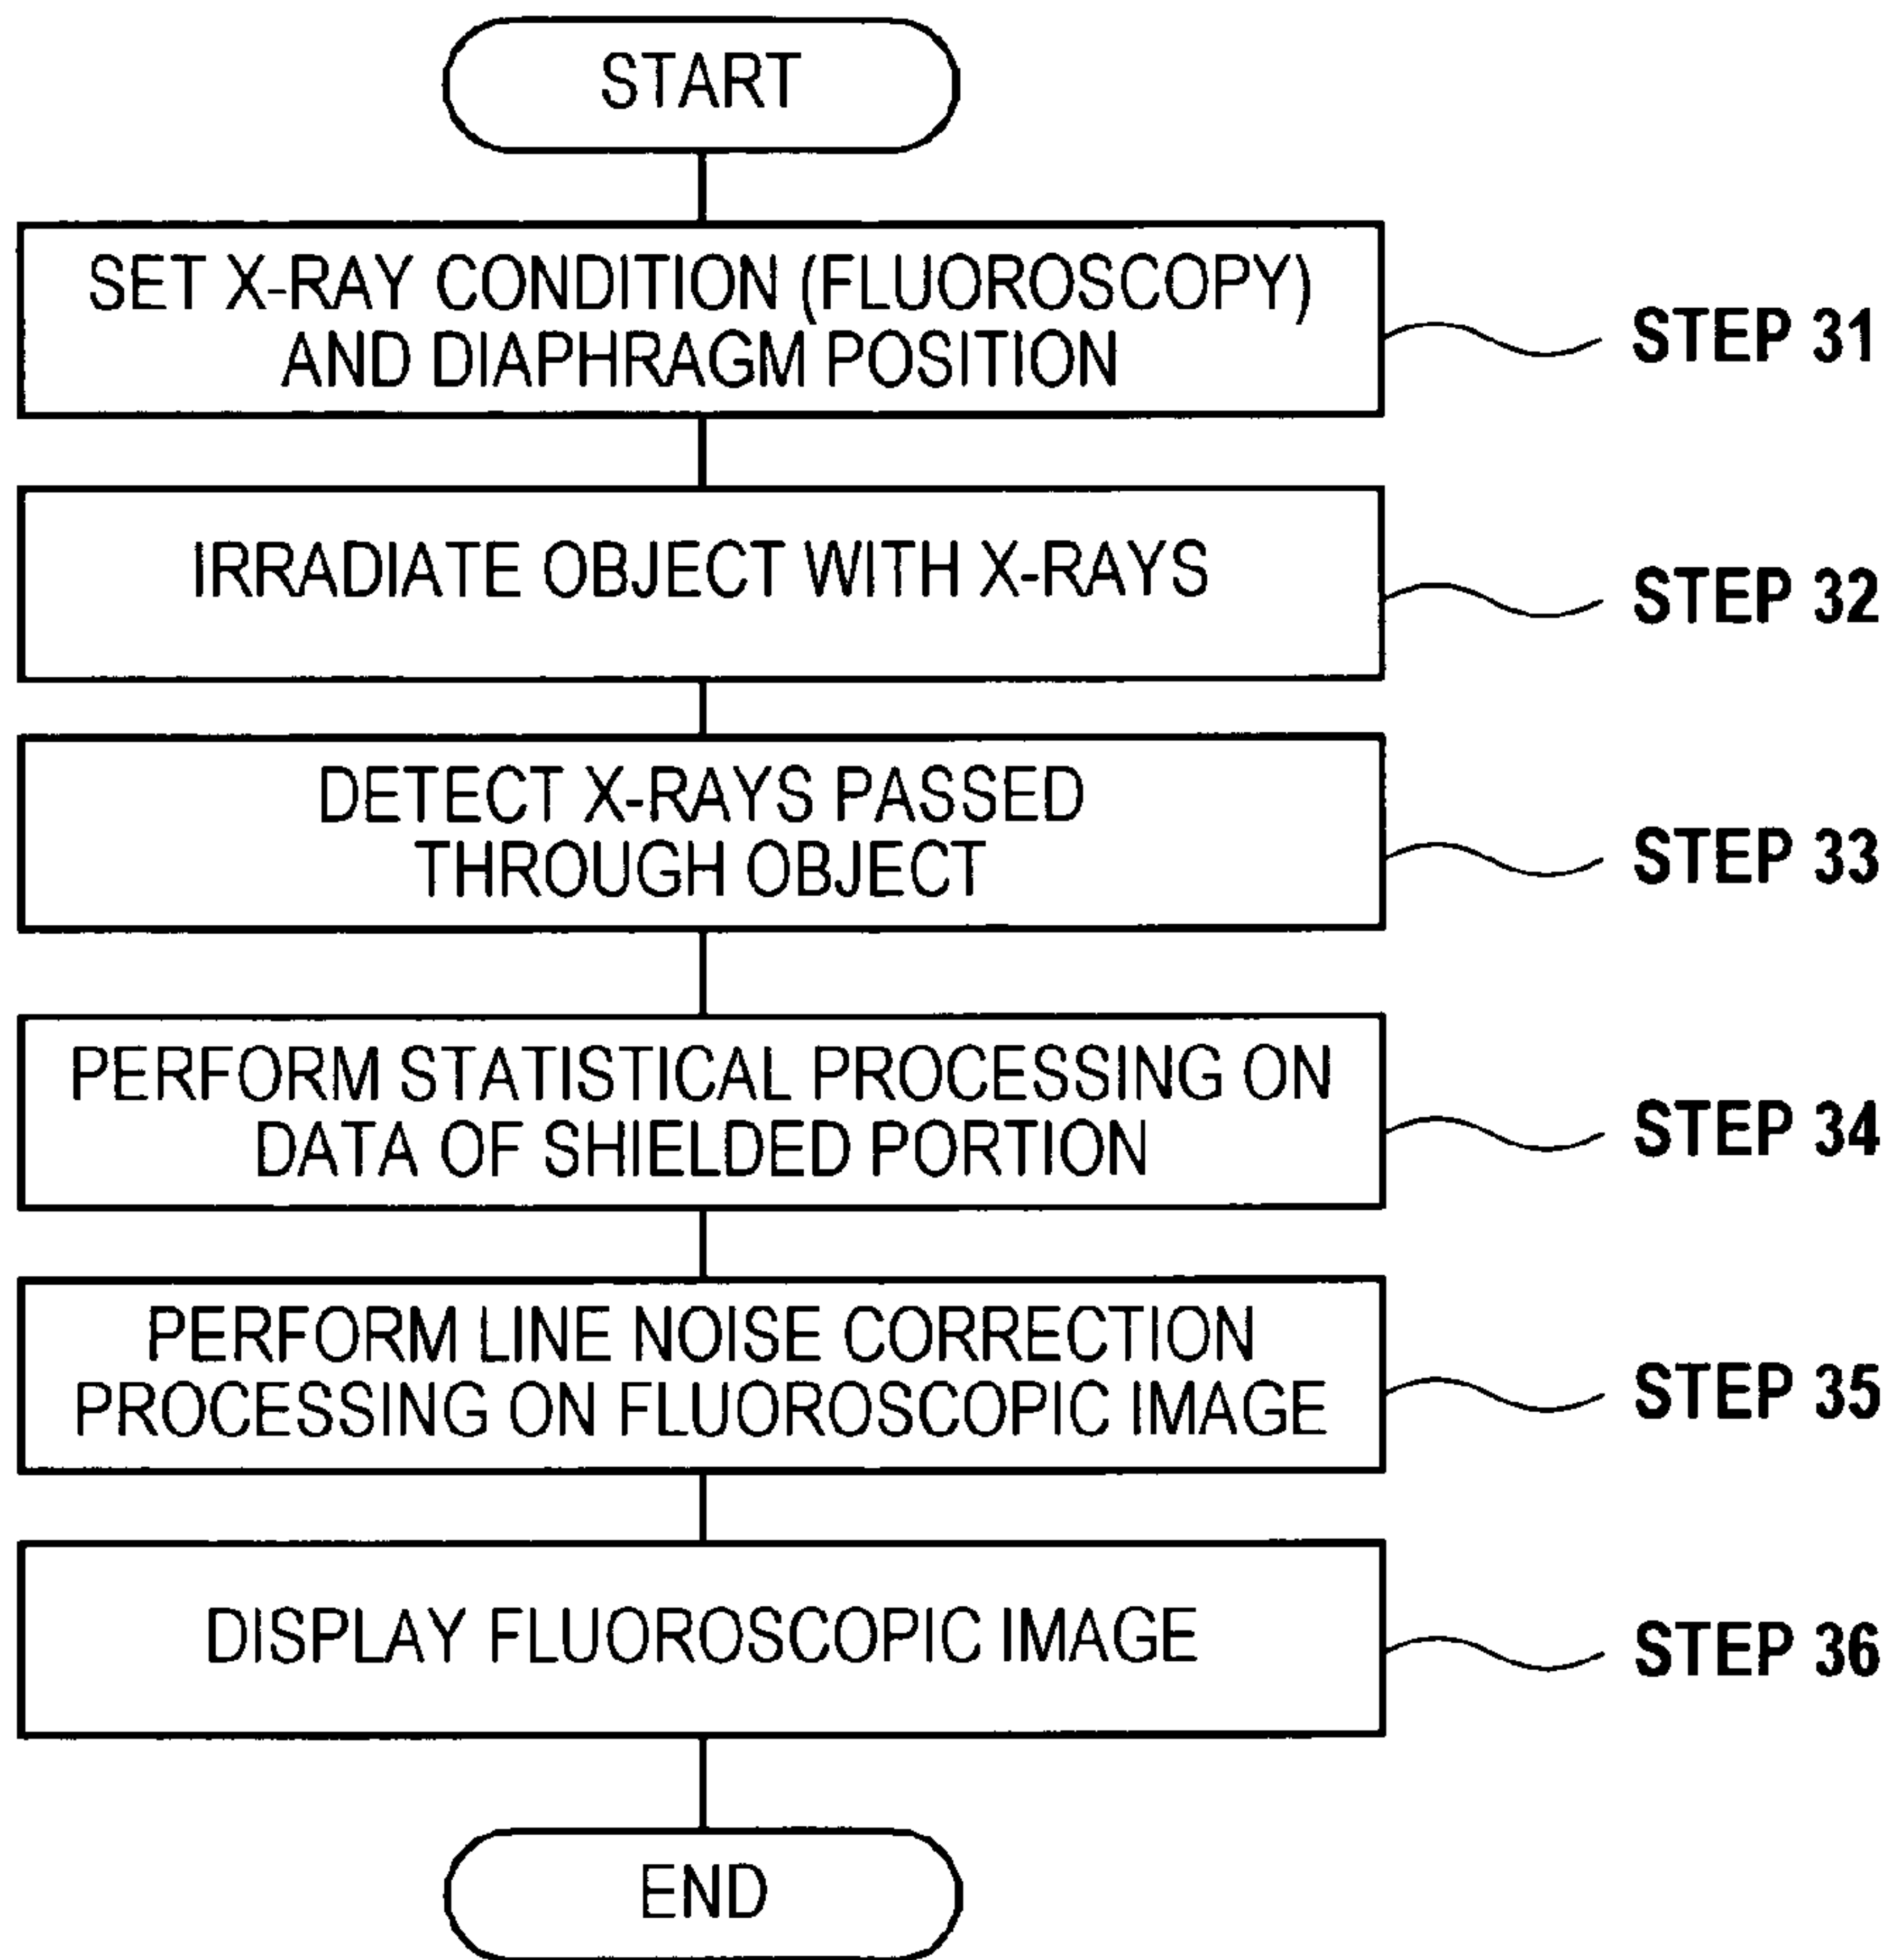 START
SET X-RAY CONDITION (FLUOROSCOPY)
AND DIAPHRAGM POSITION
STEP 31
IRRADIATE OBJECT WITH X-RAYS
STEP 32
DETECT X-RAYS PASSED
THROUGH OBJECT
STEP 33
PERFORM STATISTICAL PROCESSING ON
DATA OF SHIELDED PORTION
STEP 34
PERFORM LINE NOISE CORRECTION
PROCESSING ON FLUOROSCOPIC IMAGE
STEP 35
DISPLAY FLUOROSCOPIC IMAGE
STEP 36
END